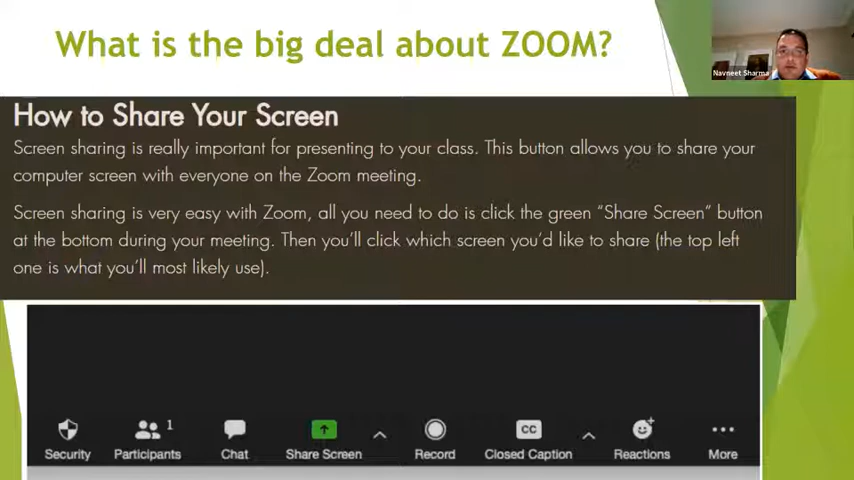 What is the big deal about ZOOM?
Navneet Sharma
How to Share Your Screen
Screen sharing is really important for presenting to your class. This button allows you to share your
computer screen with everyone on the Zoom meeting.
Screen sharing is very easy with Zoom, all you need to do is click the green “Share Screen” button
at the bottom during your meeting. Then you’ll click which screen you’d like to share (the top left
one is what you’ll most likely use).
1
CC
Security Participants Chat Share Screen Record Closed Caption Reactions More